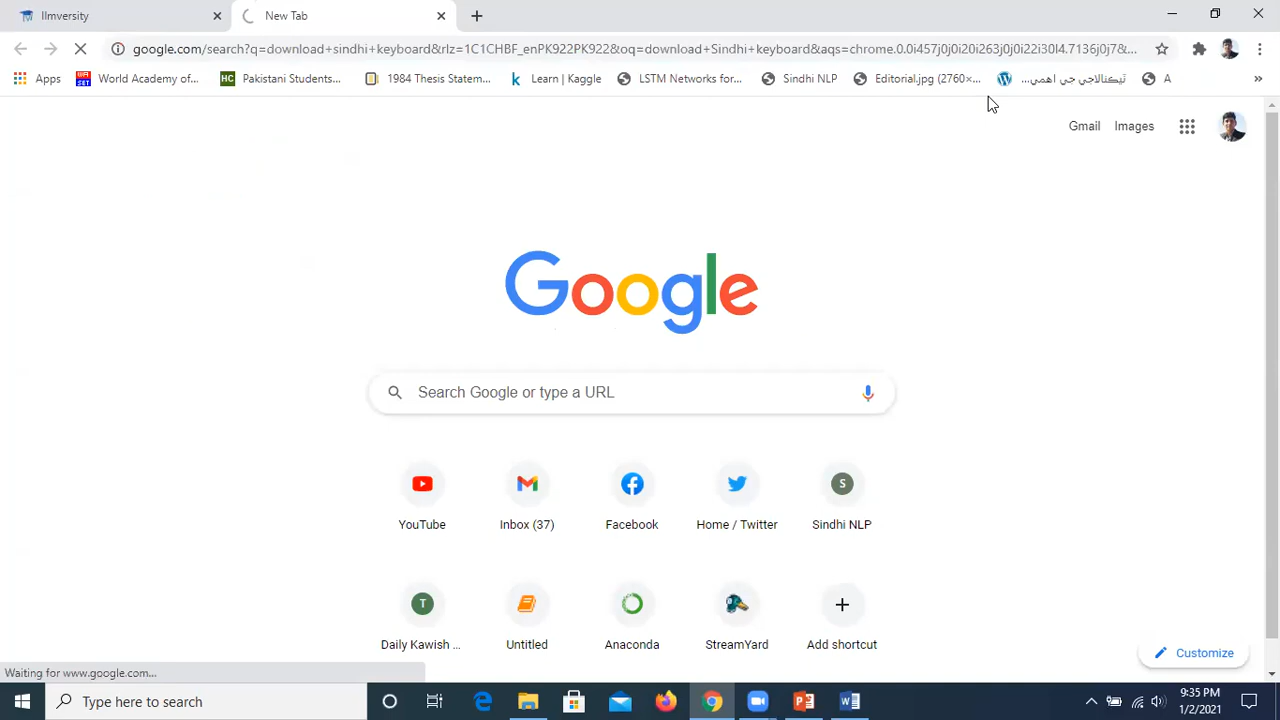 Ilmversity
New Tab
google.com/search?q=download+sindhi+keyboard&rlz=1C1CHBF_enPK922PK922&oq=download+Sindhi+keyboard&aqs=chrome.0.0i457j0j0i20i263j0j0i22i30l4.7136j0j7&...
Apps
World Academy of...
Pakistani Students...
1984 Thesis Statem...
Learn | Kaggle
LSTM Networks for...
Sindhi NLP
Editorial.jpg (2760×...
ٽيڪنالاجي جي اهمي...
A
»
Gmail
Images
Google
Search Google or type a URL
YouTube
Inbox (37)
Facebook
Home / Twitter
S
Sindhi NLP
T
Daily Kawish ...
Untitled
Anaconda
StreamYard
Add shortcut
Customize
Waiting for www.google.com...
Type here to search
9:35 PM
1/2/2021